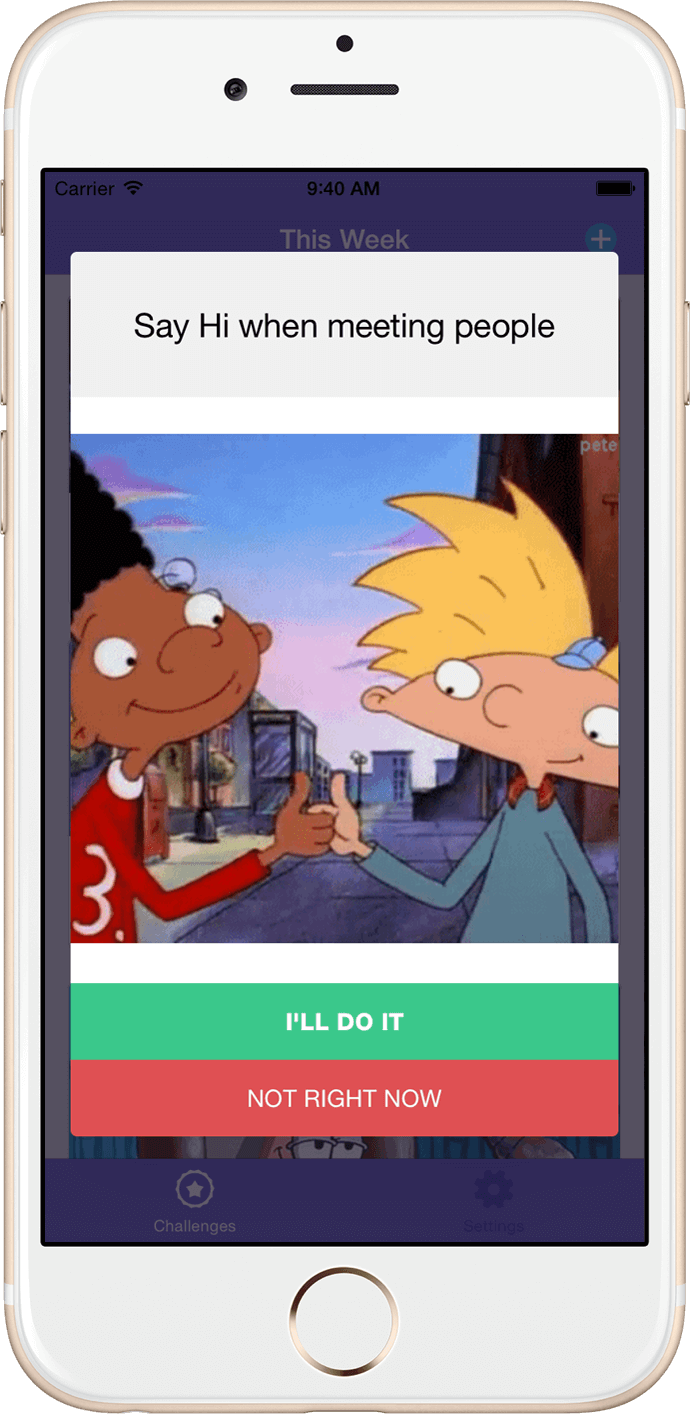 Carrier
9:40 AM
This Week
Say Hi when meeting people
pete
3.
I'LL DO IT
NOT RIGHT NOW
Challenges
Settings